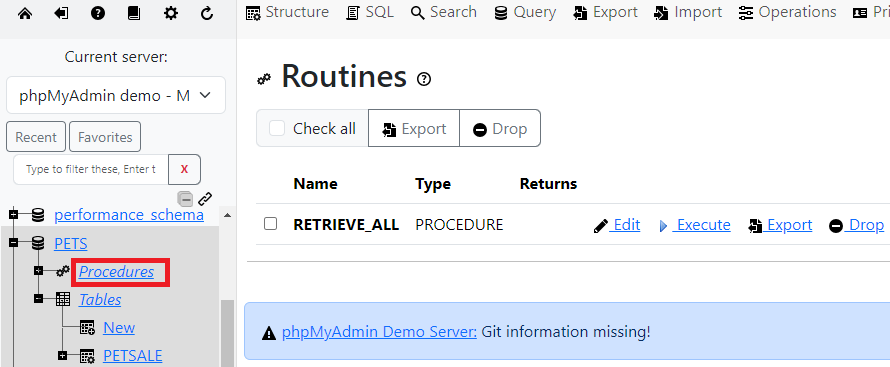 Structure SQL Search Query Export Import Operations Pri
Current server:
phpMyAdmin demo - M
Recent Favorites
Type to filter these, Enter t X
performance_schema
PETS
Procedures
Tables
New
PETSALE
Routines
Check all Export Drop
Name Type Returns
RETRIEVE_ALL PROCEDURE Edit Execute Export Drop
phpMyAdmin Demo Server: Git information missing!